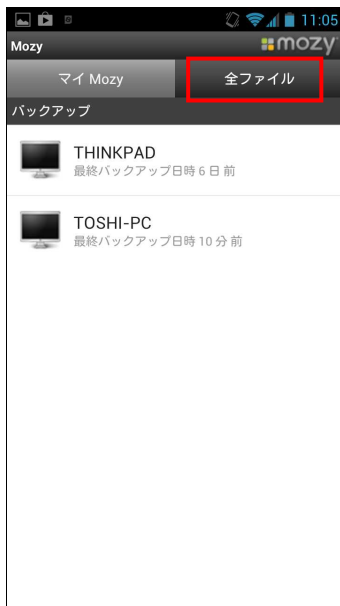 11:05
Mozy
mozy
マイ Mozy
全ファイル
バックアップ
THINKPAD
最終バックアップ日時 6 日 前
TOSHI-PC
最終バックアップ日時 10 分 前